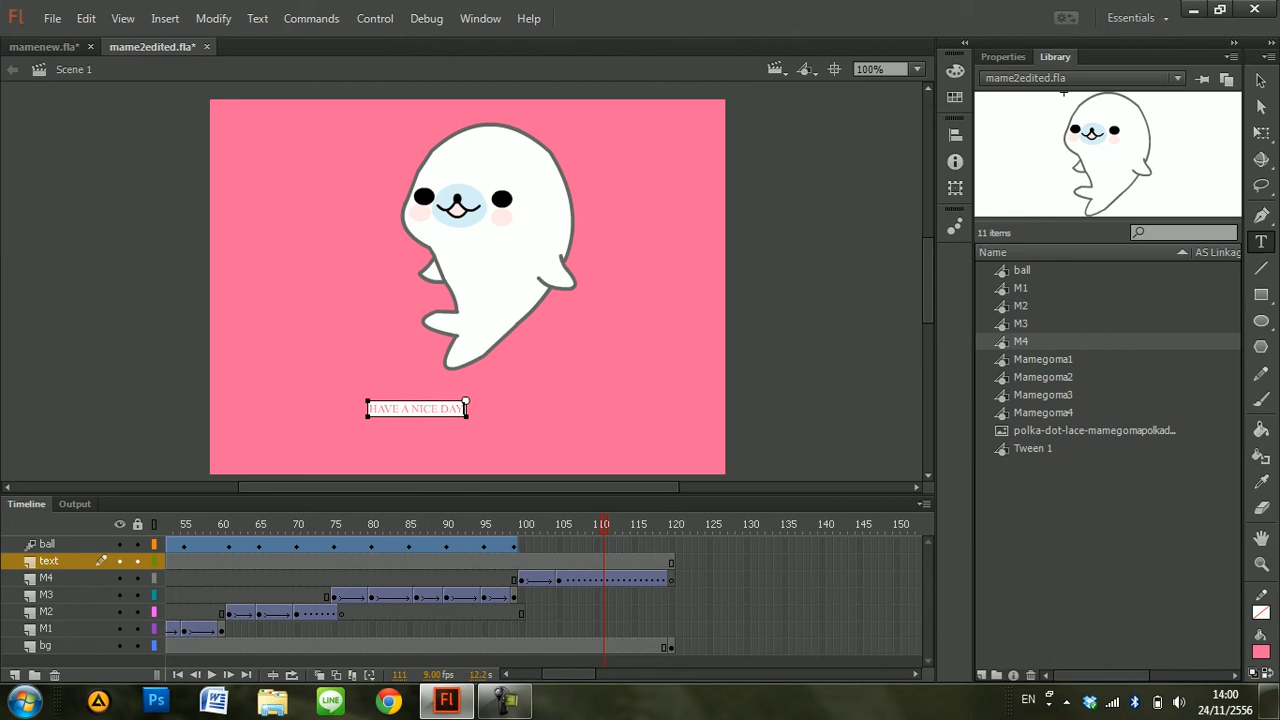 Fl File Edit View Insert Modify Text Commands Control Debug Window Help Essentials
mamenew.fla* mame2edited.fla*
Scene 1 100%
HAVE A NICE DAY
Properties Library
mame2edited.fla
11 items
Name AS Linkag
ball
M1
M2
M3
M4
Mamegoma1
Mamegoma2
Mamegoma3
Mamegoma4
polka-dot-lace-mamegomapolkad...
Tween 1
Timeline Output
55 60 65 70 75 80 85 90 95 100 105 110 115 120 125 130 135 140 145 150
ball
text
M4
M3
M2
M1
bg
111 9.00 fps 12.2 s
Ps W LINE Fl
EN
14:00
24/11/2556